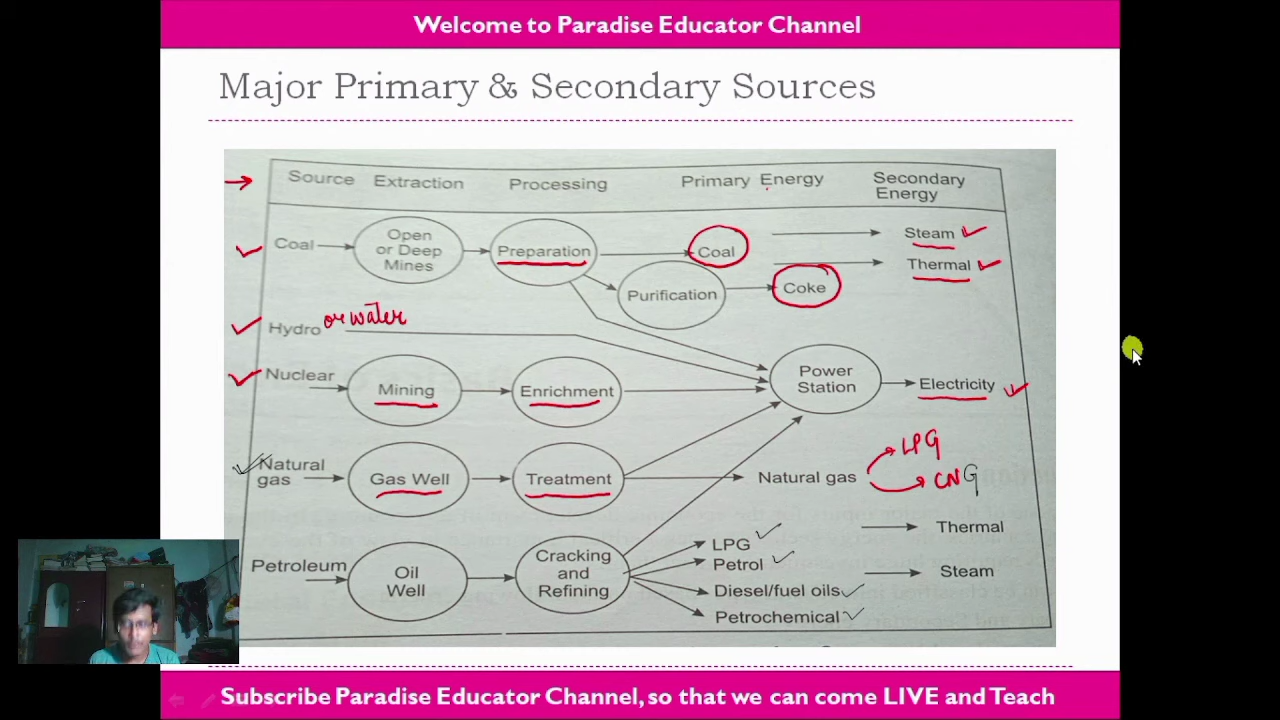 Welcome to Paradise Educator Channel
Major Primary & Secondary Sources
Source Extraction Processing Primary Energy Secondary Energy
Coal Open or Deep Mines Preparation Coal Steam
Thermal
Purification Coke
Hydro or water
Nuclear Mining Enrichment Power Station Electricity
Natural gas Gas Well Treatment Natural gas LPG
CNG
Thermal
Petroleum Oil Well Cracking and Refining LPG
Petrol Steam
Diesel/fuel oils
Petrochemical
Subscribe Paradise Educator Channel, so that we can come LIVE and Teach